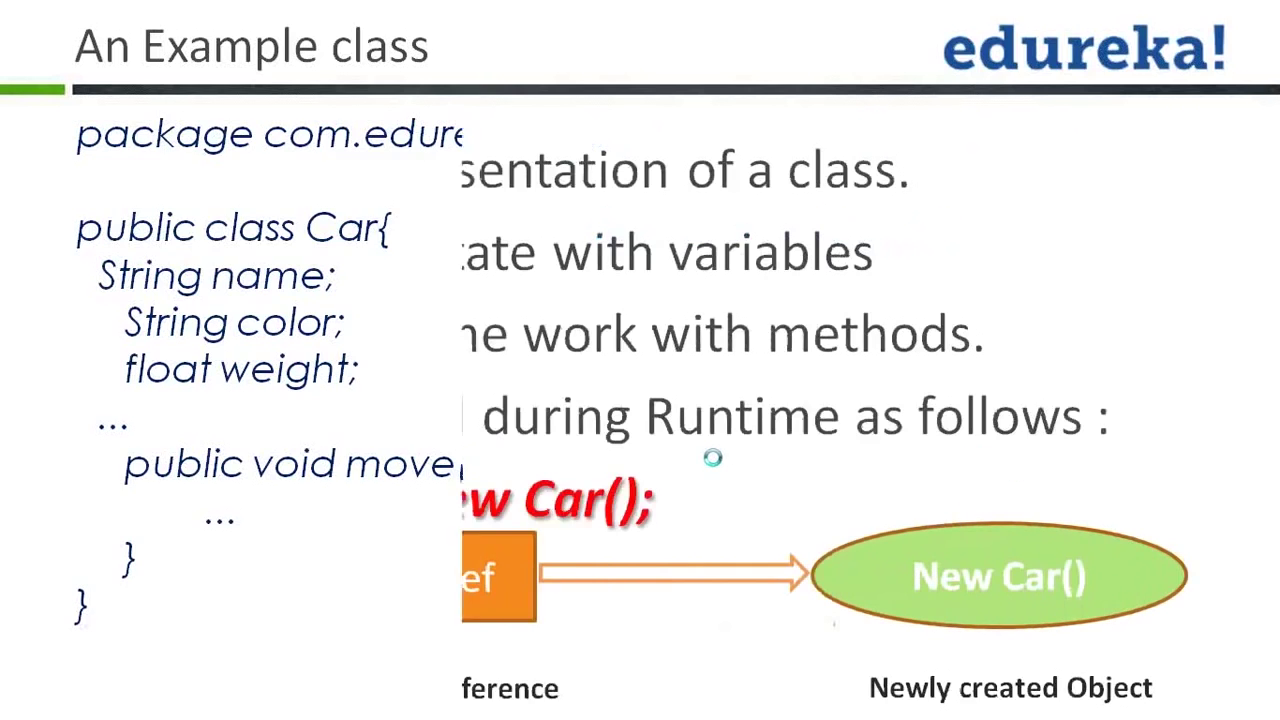 An Example class
edureka!
package com.edure
sentation of a class.
public class Car{
tate with variables
String name;
String color;
ne work with methods.
float weight;
...
during Runtime as follows :
public void move
ew Car();
...
}
ef
New Car()
}
ference
Newly created Object